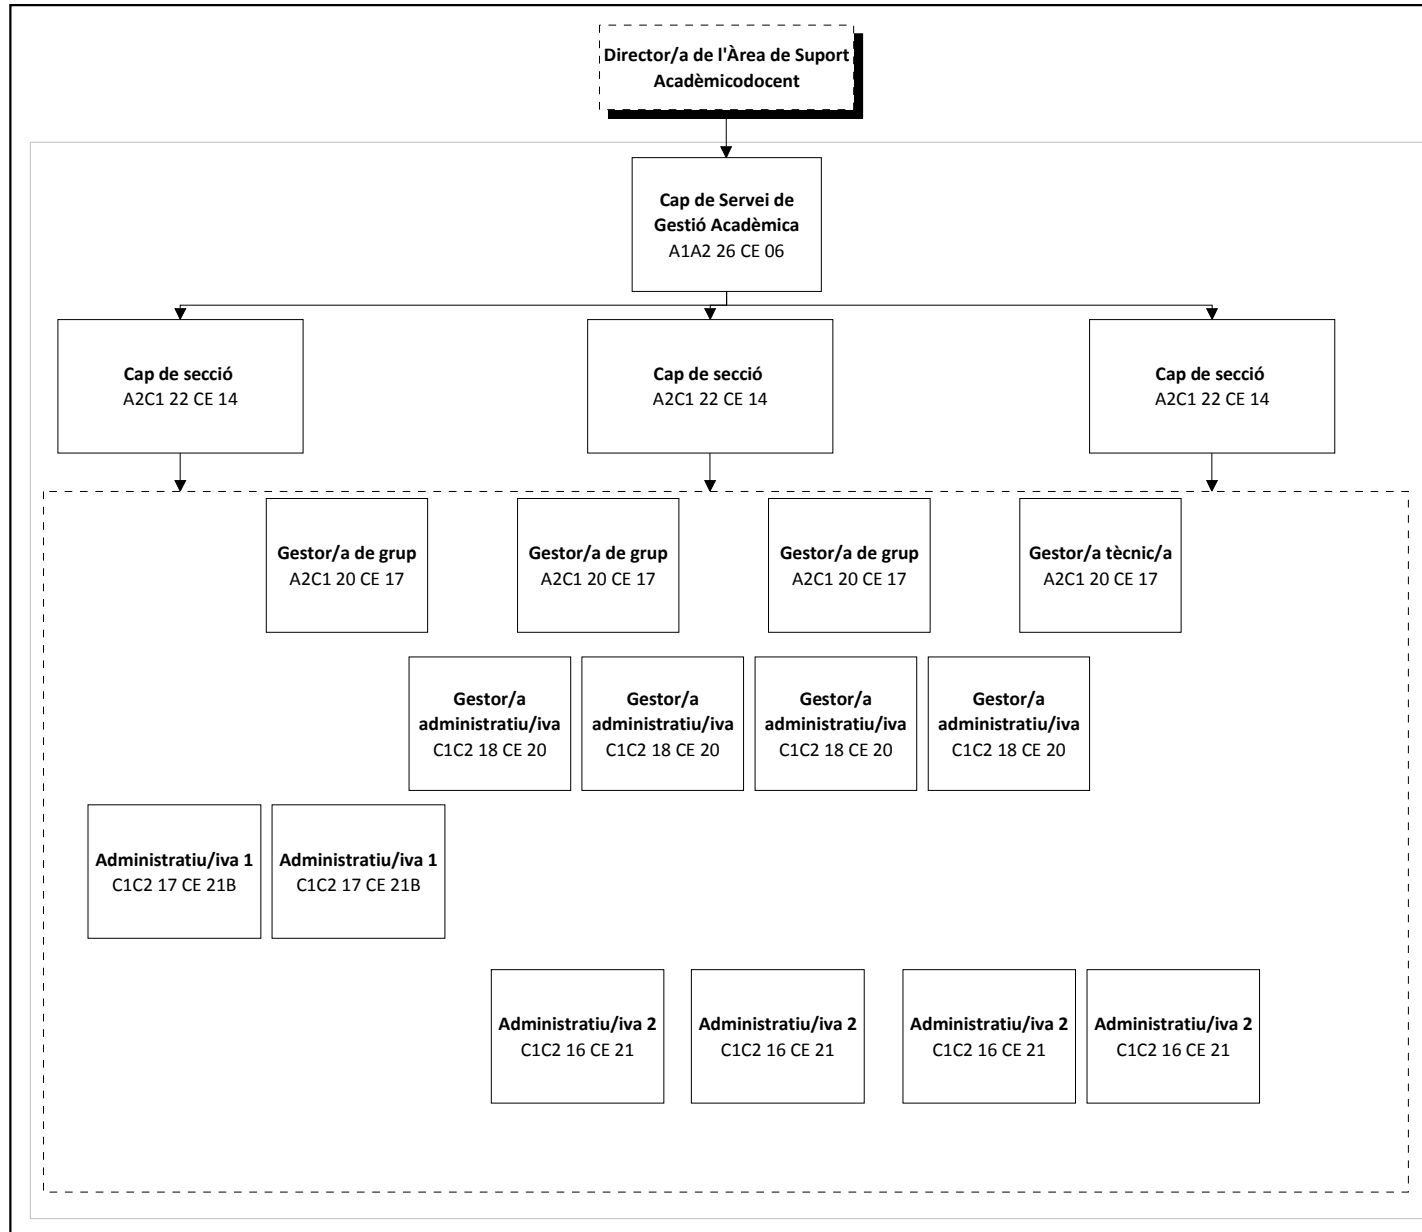 Director/a de l'Àrea de Suport
Acadèmicodocent
Cap de Servei de
Gestió Acadèmica
A1A2 26 CE 06
Cap de secció
A2C1 22 CE 14
Cap de secció
A2C1 22 CE 14
Cap de secció
A2C1 22 CE 14
Gestor/a de grup
A2C1 20 CE 17
Gestor/a de grup
A2C1 20 CE 17
Gestor/a de grup
A2C1 20 CE 17
Gestor/a tècnic/a
A2C1 20 CE 17
Gestor/a
administratiu/iva
C1C2 18 CE 20
Gestor/a
administratiu/iva
C1C2 18 CE 20
Gestor/a
administratiu/iva
C1C2 18 CE 20
Gestor/a
administratiu/iva
C1C2 18 CE 20
Administratiu/iva 1
C1C2 17 CE 21B
Administratiu/iva 1
C1C2 17 CE 21B
Administratiu/iva 2
C1C2 16 CE 21
Administratiu/iva 2
C1C2 16 CE 21
Administratiu/iva 2
C1C2 16 CE 21
Administratiu/iva 2
C1C2 16 CE 21